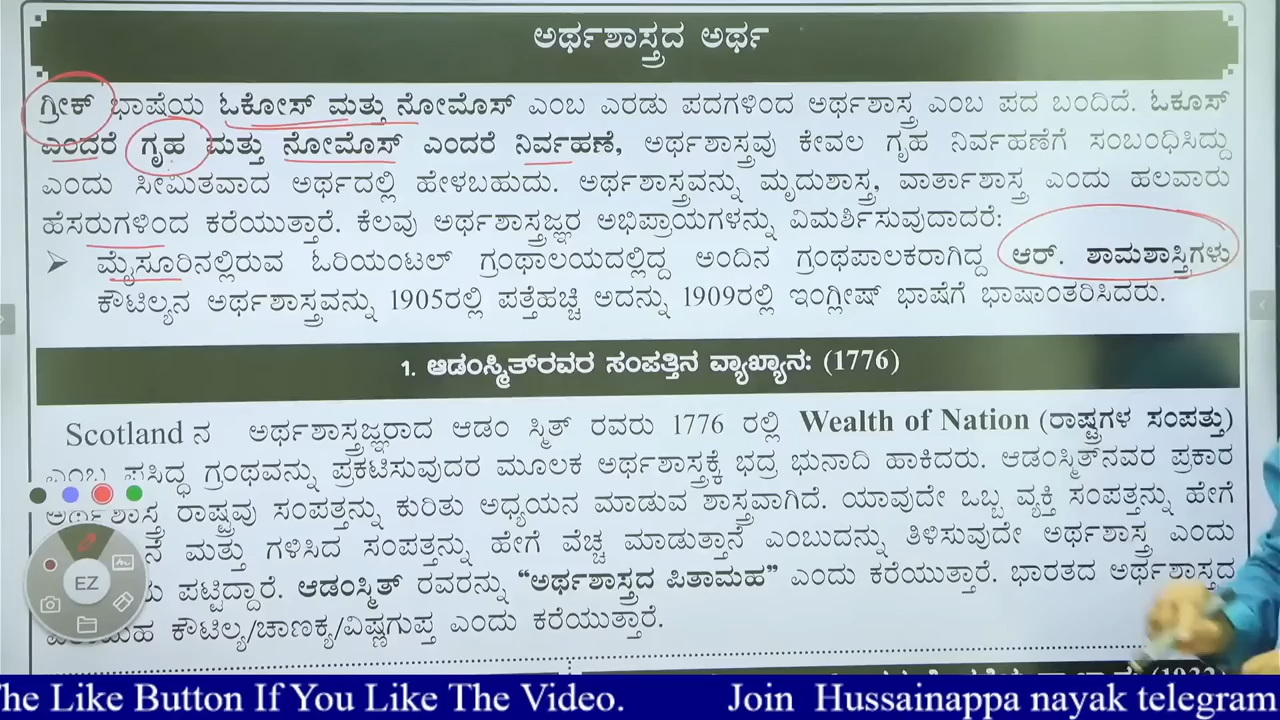 ಅರ್ಥಶಾಸ್ತ್ರದ ಅರ್ಥ
ಗ್ರೀಕ್ ಭಾಷೆಯ ಓಕೋಸ್ ಮತ್ತು ನೋಮೊಸ್ ಎಂಬ ಎರಡು ಪದಗಳಿಂದ ಅರ್ಥಶಾಸ್ತ್ರ ಎಂಬ ಪದ ಬಂದಿದೆ. ಓಕೂಸ್
ಎಂದರೆ ಗೃಹ ಮತ್ತು ನೋಮೊಸ್ ಎಂದರೆ ನಿರ್ವಹಣೆ, ಅರ್ಥಶಾಸ್ತ್ರವು ಕೇವಲ ಗೃಹ ನಿರ್ವಹಣೆಗೆ ಸಂಬಂಧಿಸಿದ್ದು
ಎಂದು ಸೀಮಿತವಾದ ಅರ್ಥದಲ್ಲಿ ಹೇಳಬಹುದು. ಅರ್ಥಶಾಸ್ತ್ರವನ್ನು ಮೃದುಶಾಸ್ತ್ರ, ವಾರ್ತಾಶಾಸ್ತ್ರ ಎಂದು ಹಲವಾರು
ಹೆಸರುಗಳಿಂದ ಕರೆಯುತ್ತಾರೆ. ಕೆಲವು ಅರ್ಥಶಾಸ್ತ್ರಜ್ಞರ ಅಭಿಪ್ರಾಯಗಳನ್ನು ವಿಮರ್ಶಿಸುವುದಾದರೆ:
➢ ಮೈಸೂರಿನಲ್ಲಿರುವ ಓರಿಯಂಟಲ್ ಗ್ರಂಥಾಲಯದಲ್ಲಿದ್ದ ಅಂದಿನ ಗ್ರಂಥಪಾಲಕರಾಗಿದ್ದ ಆರ್. ಶಾಮಶಾಸ್ತ್ರಿಗಳು
ಕೌಟಿಲ್ಯನ ಅರ್ಥಶಾಸ್ತ್ರವನ್ನು 1905ರಲ್ಲಿ ಪತ್ತೆಹಚ್ಚಿ ಅದನ್ನು 1909ರಲ್ಲಿ ಇಂಗ್ಲೀಷ್ ಭಾಷೆಗೆ ಭಾಷಾಂತರಿಸಿದರು.
1. ಆಡಂಸ್ಮಿತ್‌ರವರ ಸಂಪತ್ತಿನ ವ್ಯಾಖ್ಯಾನ: (1776)
Scotland ನ ಅರ್ಥಶಾಸ್ತ್ರಜ್ಞರಾದ ಆಡಂ ಸ್ಮಿತ್ ರವರು 1776 ರಲ್ಲಿ Wealth of Nation (ರಾಷ್ಟ್ರಗಳ ಸಂಪತ್ತು)
ಎಂಬ ಪ್ರಸಿದ್ಧ ಗ್ರಂಥವನ್ನು ಪ್ರಕಟಿಸುವುದರ ಮೂಲಕ ಅರ್ಥಶಾಸ್ತ್ರಕ್ಕೆ ಭದ್ರ ಭುನಾದಿ ಹಾಕಿದರು. ಆಡಂಸ್ಮಿತ್‌ನವರ ಪ್ರಕಾರ
ಅರ್ಥಶಾಸ್ತ್ರ ರಾಷ್ಟ್ರವು ಸಂಪತ್ತನ್ನು ಕುರಿತು ಅಧ್ಯಯನ ಮಾಡುವ ಶಾಸ್ತ್ರವಾಗಿದೆ. ಯಾವುದೇ ಒಬ್ಬ ವ್ಯಕ್ತಿ ಸಂಪತ್ತನ್ನು ಹೇಗೆ
ಮತ್ತು ಗಳಿಸಿದ ಸಂಪತ್ತನ್ನು ಹೇಗೆ ವೆಚ್ಚ ಮಾಡುತ್ತಾನೆ ಎಂಬುದನ್ನು ತಿಳಿಸುವುದೇ ಅರ್ಥಶಾಸ್ತ್ರ ಎಂದು
ಪಟ್ಟಿದ್ದಾರೆ. ಆಡಂಸ್ಮಿತ್ ರವರನ್ನು “ಅರ್ಥಶಾಸ್ತ್ರದ ಪಿತಾಮಹ” ಎಂದು ಕರೆಯುತ್ತಾರೆ. ಭಾರತದ ಅರ್ಥಶಾಸ್ತ್ರದ
ಕೌಟಿಲ್ಯ/ಚಾಣಕ್ಯ/ವಿಷ್ಣಗುಪ್ತ ಎಂದು ಕರೆಯುತ್ತಾರೆ.
EZ
The Like Button If You Like The Video. Join Hussainappa nayak telegram